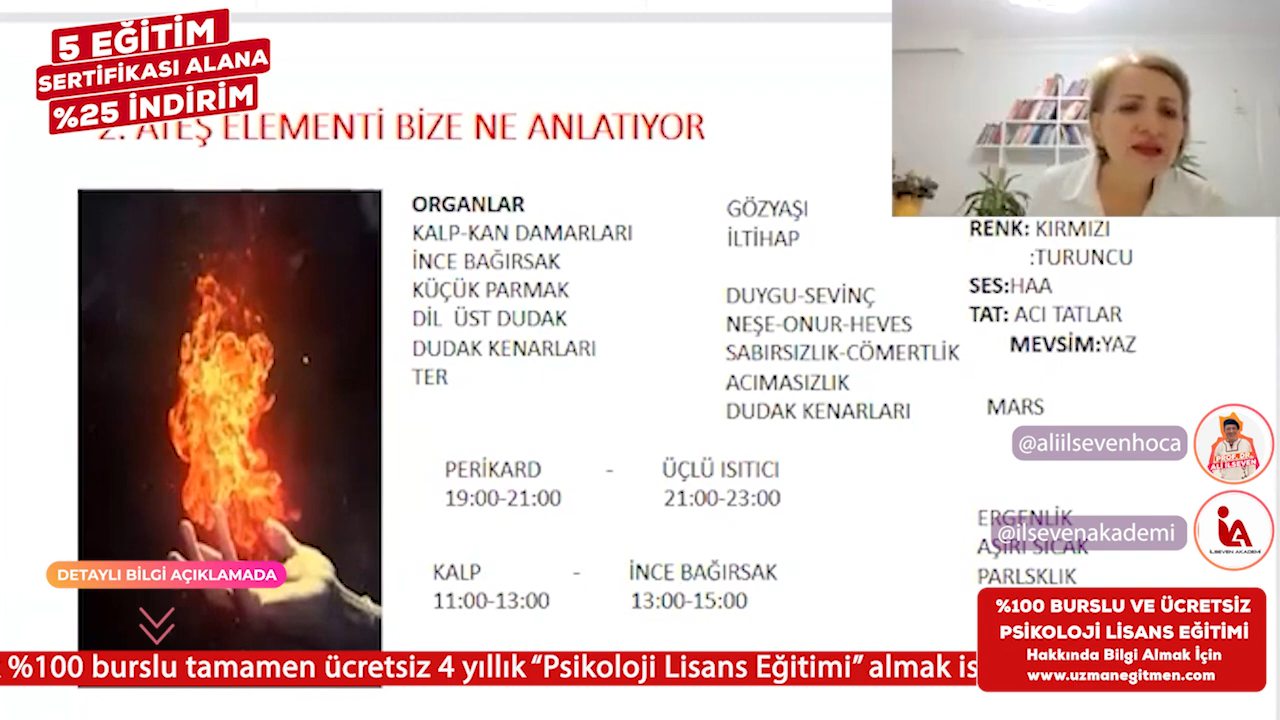 5 EĞİTİM
SERTİFİKASI ALANA
%25 İNDİRİM
2. ATEŞ ELEMENTİ BİZE NE ANLATIYOR
ORGANLAR
KALP-KAN DAMARLARI
İNCE BAĞIRSAK
KÜÇÜK PARMAK
DİL ÜST DUDAK
DUDAK KENARLARI
TER
GÖZYAŞI
İLTİHAP
DUYGU-SEVİNÇ
NEŞE-ONUR-HEVES
SABIRSIZLIK-CÖMERTLİK
ACIMASIZLIK
DUDAK KENARLARI
RENK: KIRMIZI
:TURUNCU
SES:HAA
TAT: ACI TATLAR
MEVSİM:YAZ
MARS
@aliilsevenhoca
PROF. DR.
ALİ İLSEVEN
PERİKARD - ÜÇLÜ ISITICI
19:00-21:00 21:00-23:00
ERGENLİK
@ilsevenakademi
İLSEVEN AKADEMİ
AŞIRI SICAK
PARLSKLIK
KALP - İNCE BAĞIRSAK
11:00-13:00 13:00-15:00
DETAYLI BİLGİ AÇIKLAMADA
%100 BURSLU VE ÜCRETSİZ
PSİKOLOJİ LİSANS EĞİTİMİ
Hakkında Bilgi Almak İçin
www.uzmanegitmen.com
%100 burslu tamamen ücretsiz 4 yıllık “Psikoloji Lisans Eğitimi” almak is